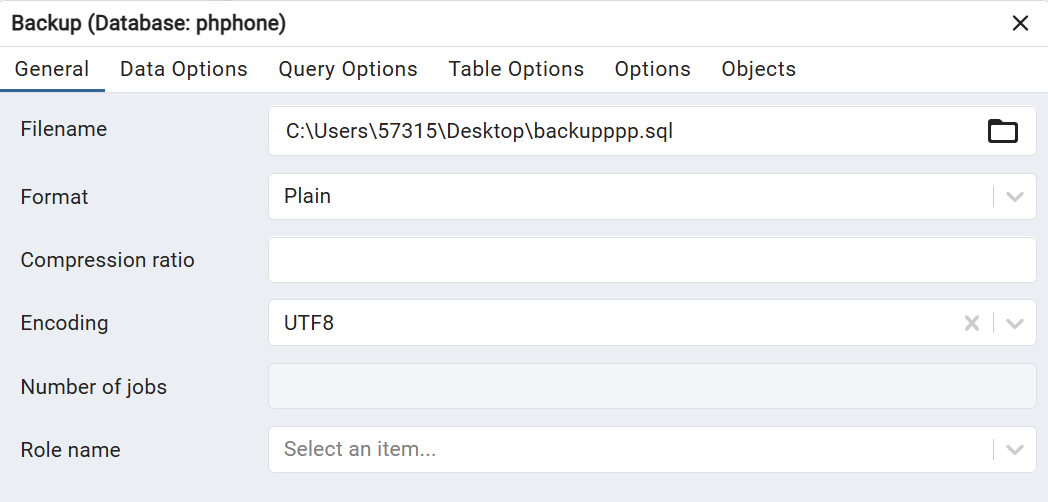 Backup (Database: phphone)
General Data Options Query Options Table Options Options Objects
Filename C:\Users\57315\Desktop\backupppp.sql
Format Plain
Compression ratio
Encoding UTF8
Number of jobs
Role name Select an item...